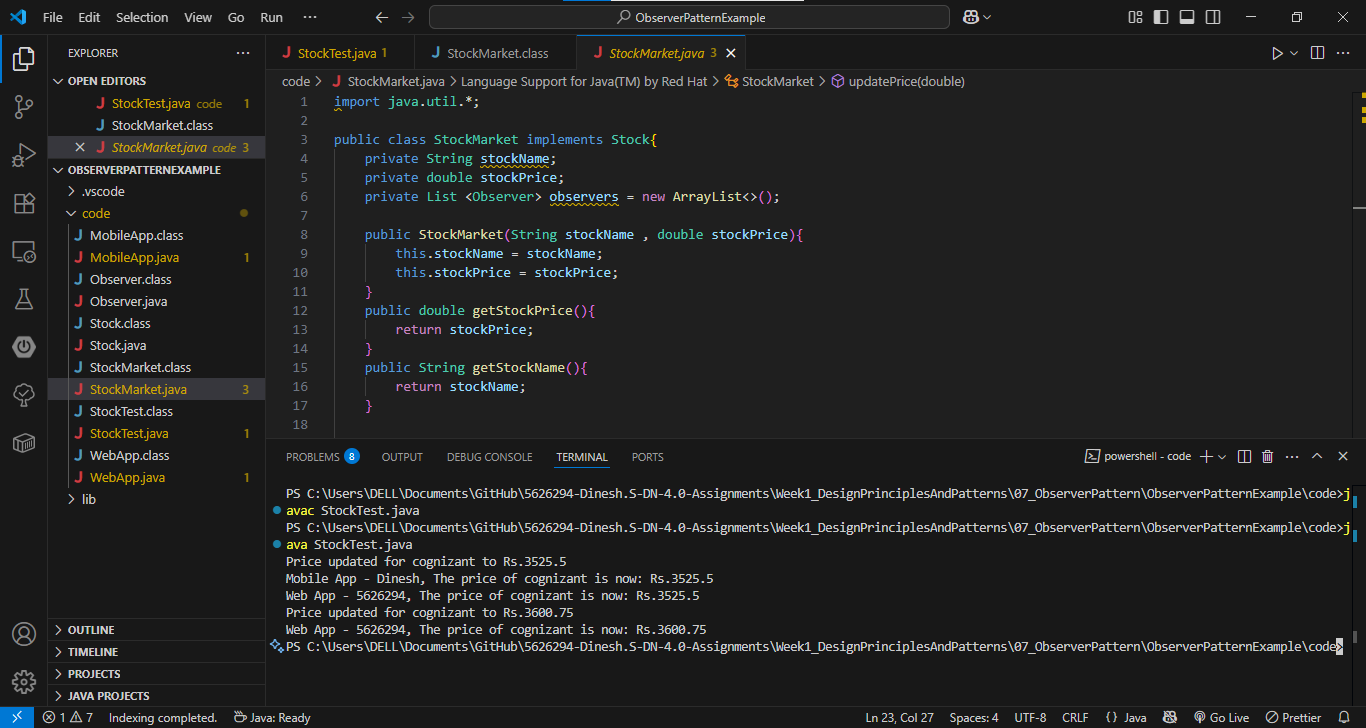 File Edit Selection View Go Run ··· ObserverPatternExample
EXPLORER ···
OPEN EDITORS
StockTest.java code 1
StockMarket.class
StockMarket.java code 3
OBSERVERPATTERNEXAMPLE
.vscode
code
MobileApp.class
MobileApp.java 1
Observer.class
Observer.java
Stock.class
Stock.java
StockMarket.class
StockMarket.java 3
StockTest.class
StockTest.java 1
WebApp.class
WebApp.java 1
lib
OUTLINE
TIMELINE
PROJECTS
JAVA PROJECTS
StockTest.java 1 StockMarket.class StockMarket.java 3
code > StockMarket.java > Language Support for Java(TM) by Red Hat > StockMarket > updatePrice(double)
1 import java.util.*;
2
3 public class StockMarket implements Stock{
4 private String stockName;
5 private double stockPrice;
6 private List <Observer> observers = new ArrayList<>();
7
8 public StockMarket(String stockName , double stockPrice){
9 this.stockName = stockName;
10 this.stockPrice = stockPrice;
11 }
12 public double getStockPrice(){
13 return stockPrice;
14 }
15 public String getStockName(){
16 return stockName;
17 }
18
PROBLEMS 8 OUTPUT DEBUG CONSOLE TERMINAL PORTS powershell - code
PS C:\Users\DELL\Documents\GitHub\5626294-Dinesh.S-DN-4.0-Assignments\Week1_DesignPrinciplesAndPatterns\07_ObserverPattern\ObserverPatternExample\code>j
avac StockTest.java
PS C:\Users\DELL\Documents\GitHub\5626294-Dinesh.S-DN-4.0-Assignments\Week1_DesignPrinciplesAndPatterns\07_ObserverPattern\ObserverPatternExample\code>j
ava StockTest.java
Price updated for cognizant to Rs.3525.5
Mobile App - Dinesh, The price of cognizant is now: Rs.3525.5
Web App - 5626294, The price of cognizant is now: Rs.3525.5
Price updated for cognizant to Rs.3600.75
Web App - 5626294, The price of cognizant is now: Rs.3600.75
PS C:\Users\DELL\Documents\GitHub\5626294-Dinesh.S-DN-4.0-Assignments\Week1_DesignPrinciplesAndPatterns\07_ObserverPattern\ObserverPatternExample\code>
1 7 Indexing completed. Java: Ready Ln 23, Col 27 Spaces: 4 UTF-8 CRLF {} Java Go Live Prettier